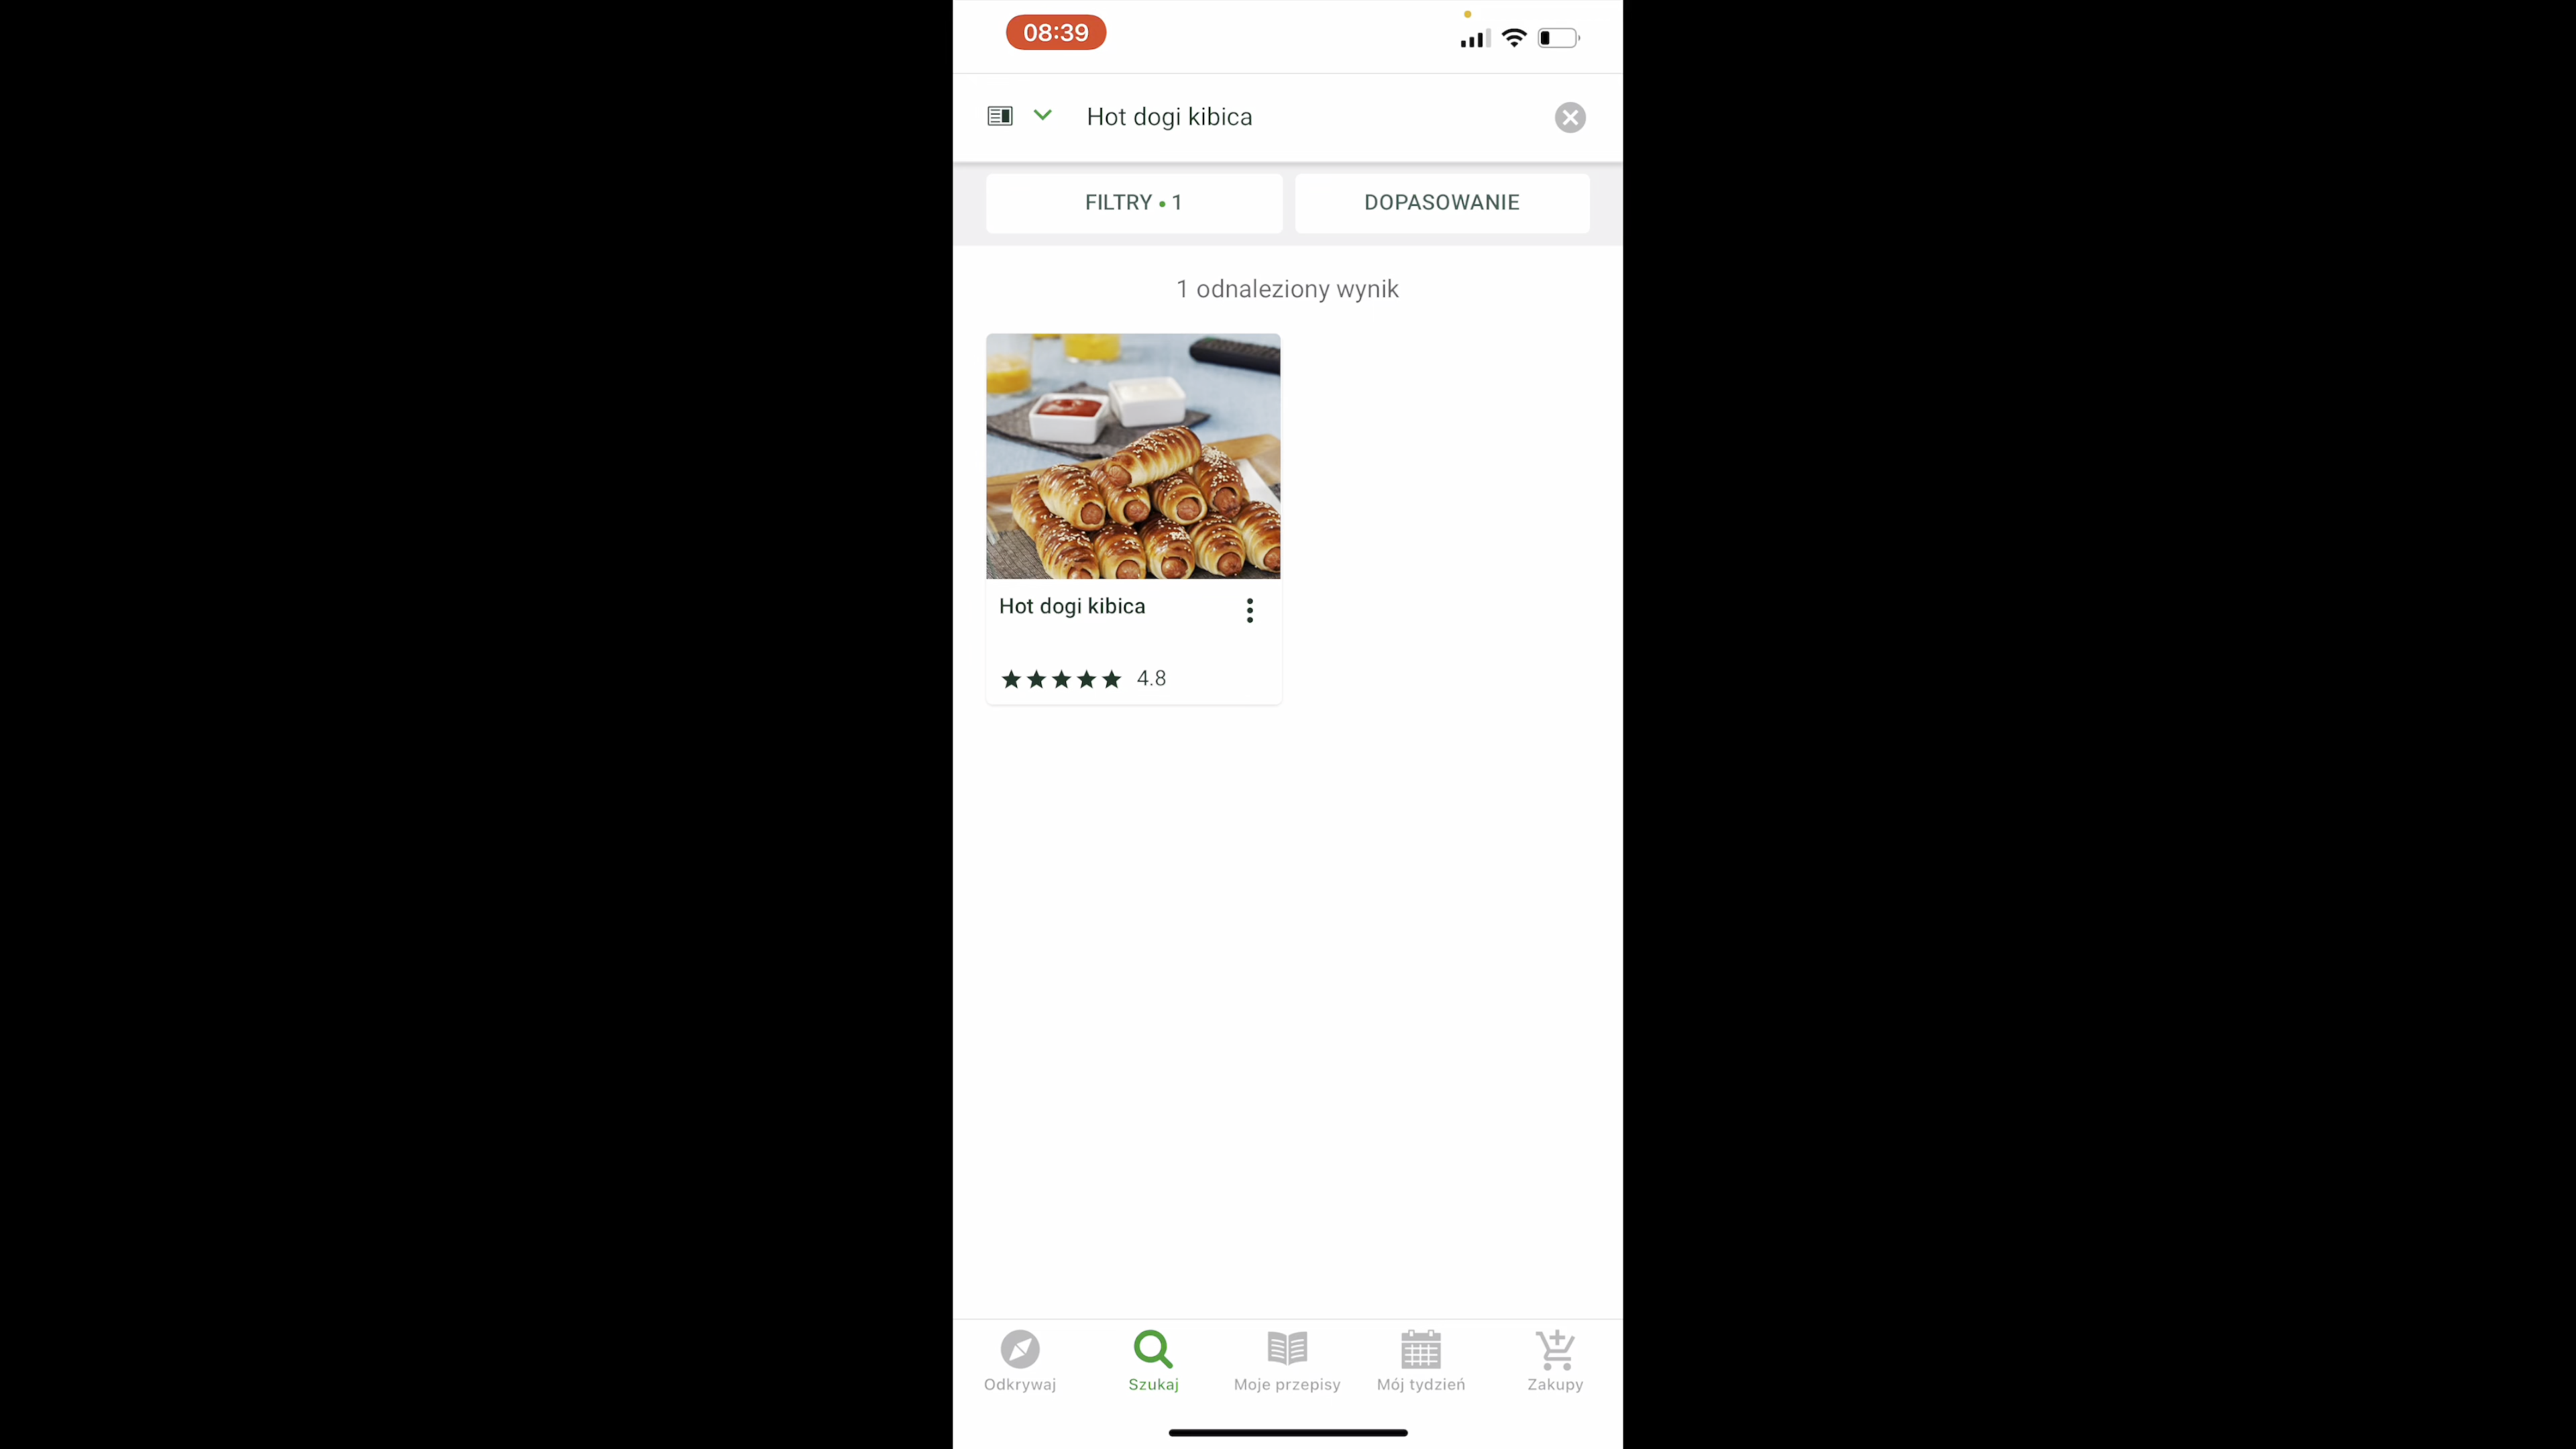 08:39
Hot dogi kibica
FILTRY • 1
DOPASOWANIE
1 odnaleziony wynik
Hot dogi kibica
4.8
Odkrywaj
Szukaj
Moje przepisy
Mój tydzień
Zakupy